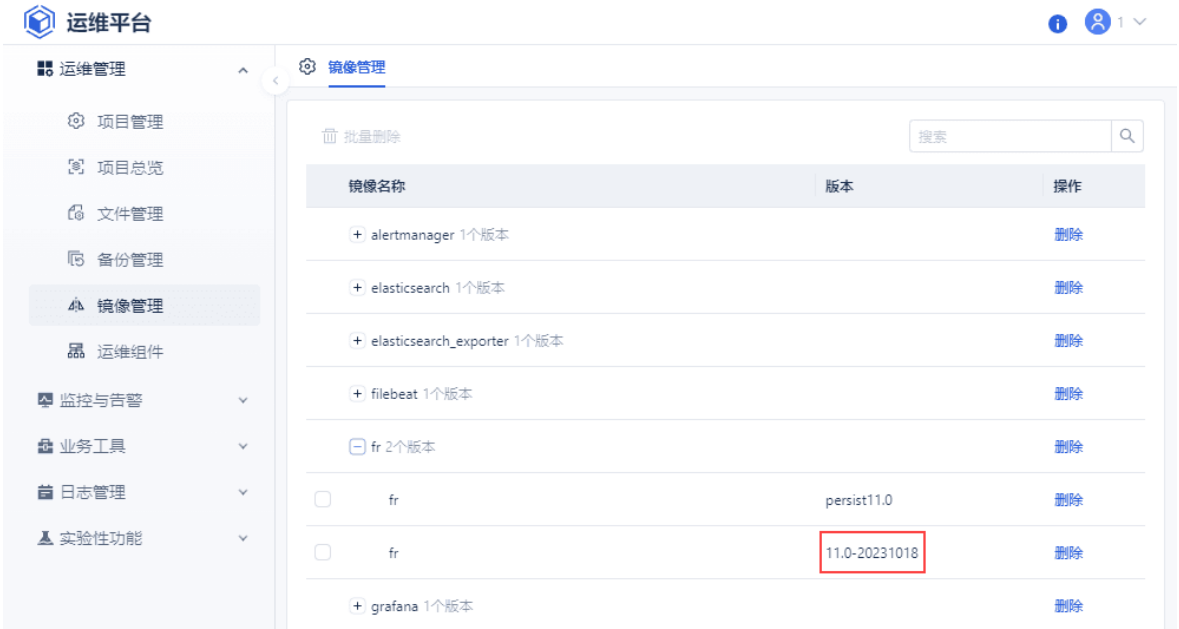 运维平台
1
运维管理
镜像管理
项目管理
批量删除
搜索
项目总览
镜像名称 版本 操作
文件管理
alertmanager 1个版本 删除
备份管理
elasticsearch 1个版本 删除
镜像管理
elasticsearch_exporter 1个版本 删除
运维组件
filebeat 1个版本 删除
监控与告警
fr 2个版本 删除
业务工具
fr persist11.0 删除
日志管理
fr 11.0-20231018 删除
实验性功能
grafana 1个版本 删除